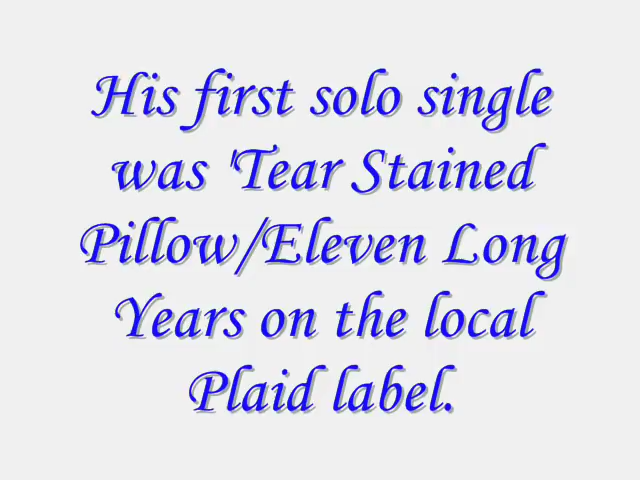 His first solo single
was 'Tear Stained
Pillow/Eleven Long
Years on the local
Plaid label.